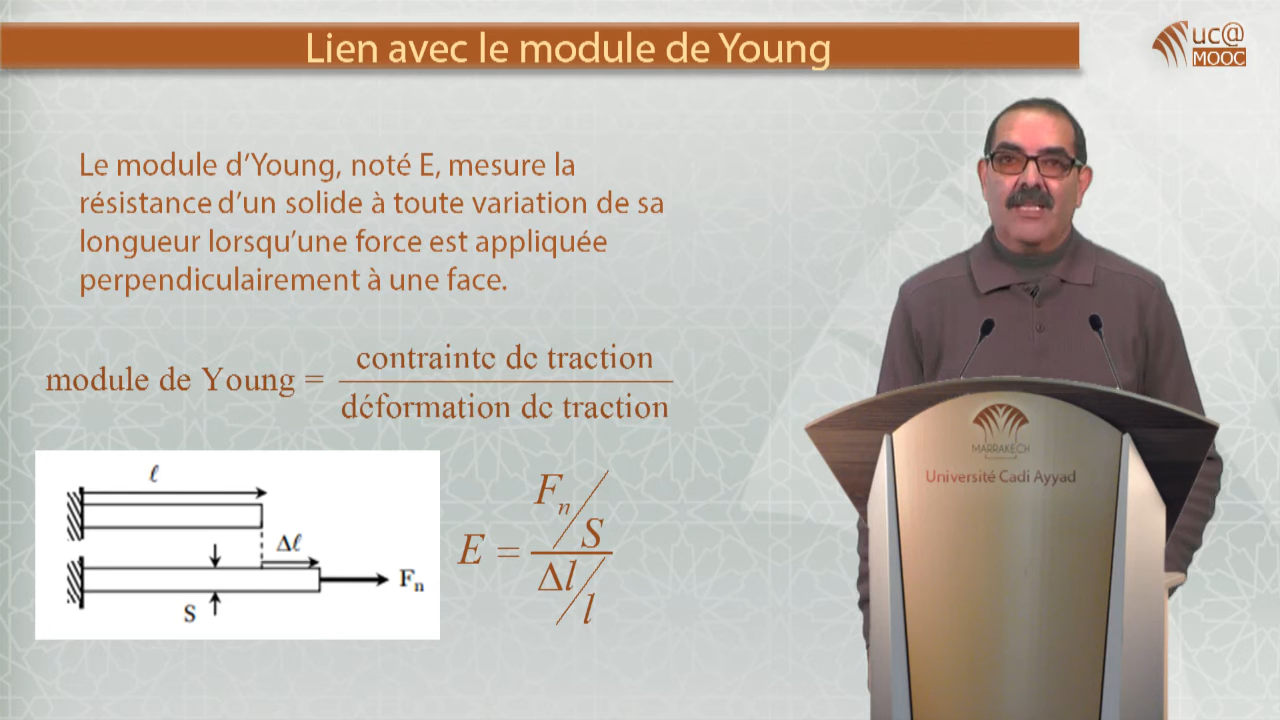 Lien avec le module de Young
uc@
MOOC
Le module d'Young, noté E, mesure la
résistance d'un solide à toute variation de sa
longueur lorsqu'une force est appliquée
perpendiculairement à une face.
module de Young = contrainte de traction / déformation de traction
ℓ
Δℓ
Fn
S
E = (Fn/S) / (Δl/l)
MARRAKECH
Université Cadi Ayyad